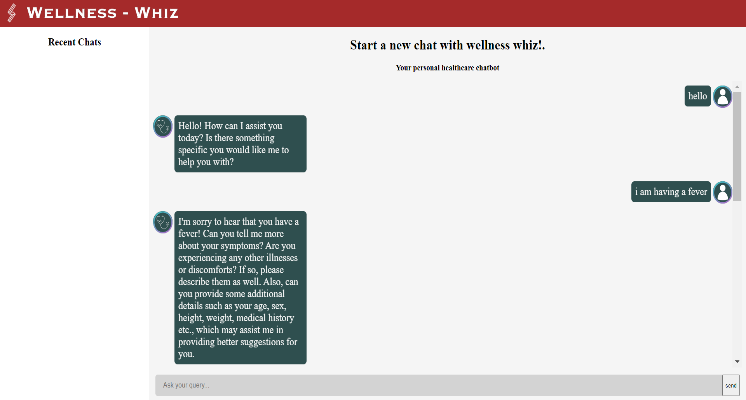 Wellness - Whiz
Recent Chats
Start a new chat with wellness whiz!.
Your personal healthcare chatbot
hello
Hello! How can I assist you
today? Is there something
specific you would like me to
help you with?
i am having a fever
I'm sorry to hear that you have a
fever! Can you tell me more
about your symptoms? Are you
experiencing any other illnesses
or discomforts? If so, please
describe them as well. Also, can
you provide some additional
details such as your age, sex,
height, weight, medical history
etc., which may assist me in
providing better suggestions for
you.
Ask your query...
send